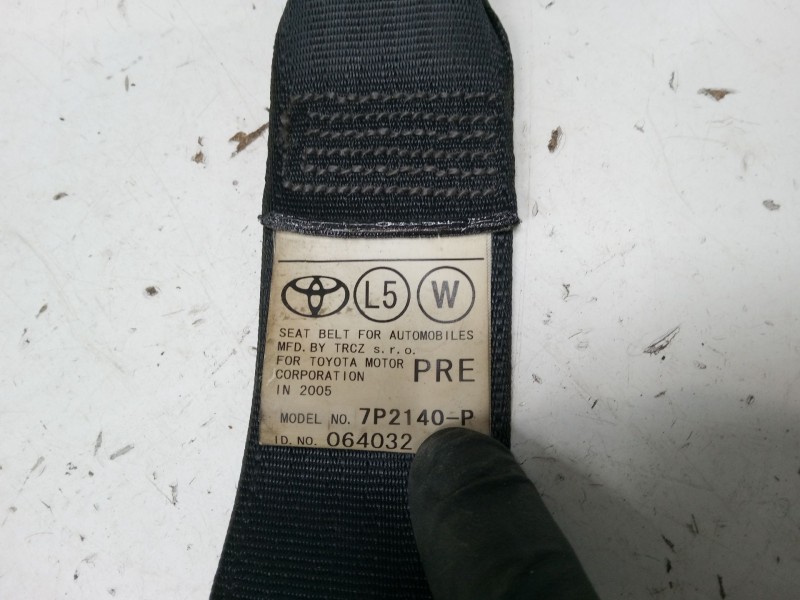 L5 W
SEAT BELT FOR AUTOMOBILES
MFD. BY TRCZ s.r.o.
FOR TOYOTA MOTOR
CORPORATION PRE
IN 2005
MODEL NO. 7P2140-P
I.D. NO. 064032